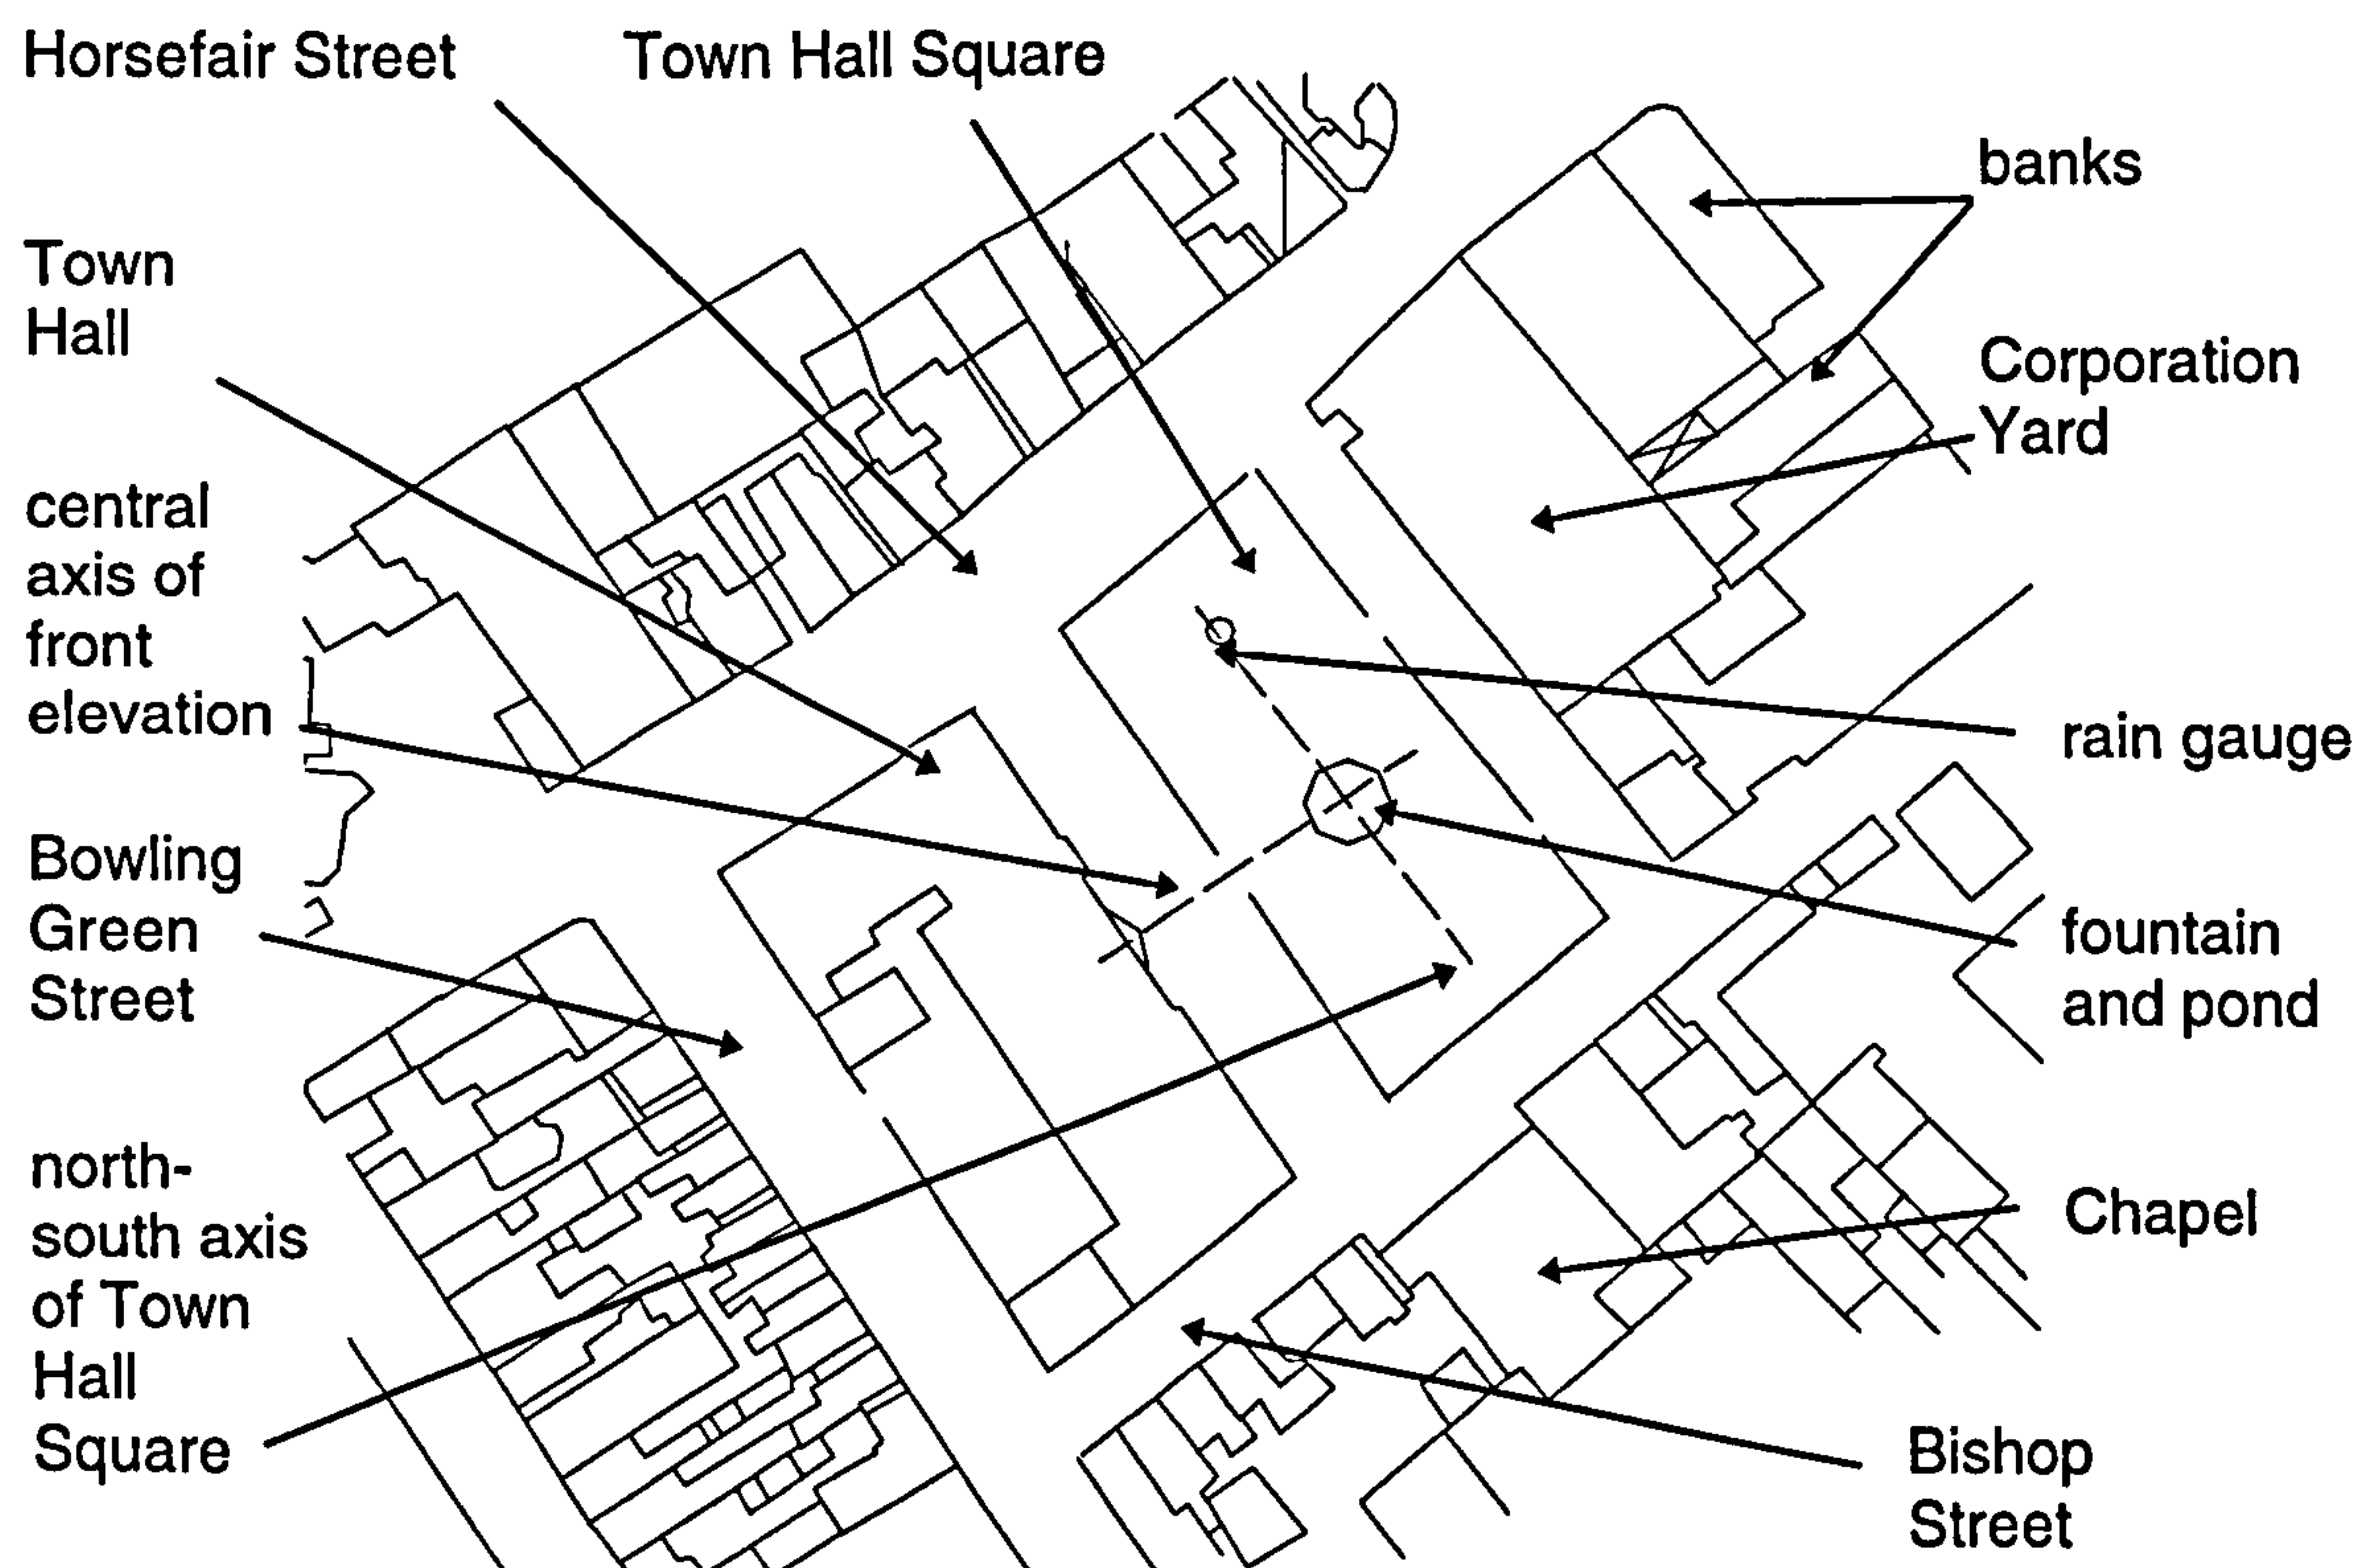 Horsefair Street
Town Hall Square
banks
Town
Hall
Corporation
Yard
central
axis of
front
elevation
rain gauge
Bowling
Green
Street
fountain
and pond
north-
south axis
of Town
Hall
Square
Chapel
Bishop
Street